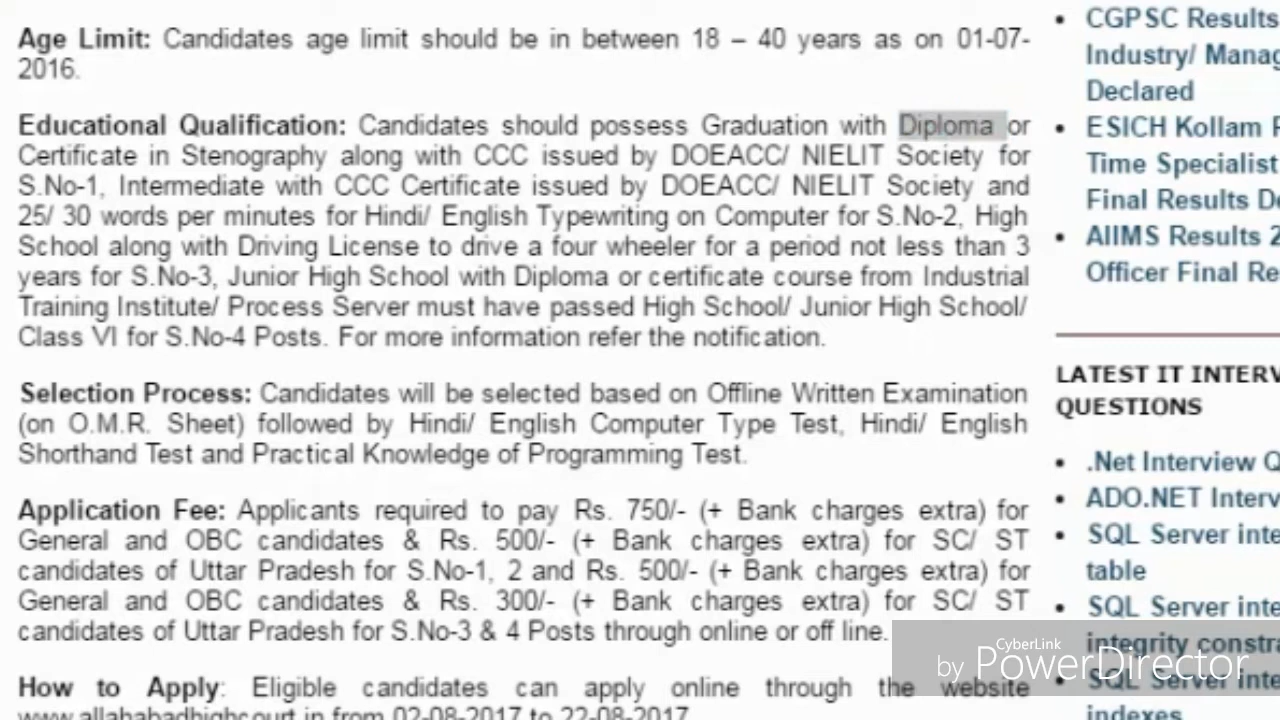 Age Limit: Candidates age limit should be in between 18 – 40 years as on 01-07-
2016.
Educational Qualification: Candidates should possess Graduation with Diploma or
Certificate in Stenography along with CCC issued by DOEACC/ NIELIT Society for
S.No-1, Intermediate with CCC Certificate issued by DOEACC/ NIELIT Society and
25/ 30 words per minutes for Hindi/ English Typewriting on Computer for S.No-2, High
School along with Driving License to drive a four wheeler for a period not less than 3
years for S.No-3, Junior High School with Diploma or certificate course from Industrial
Training Institute/ Process Server must have passed High School/ Junior High School/
Class VI for S.No-4 Posts. For more information refer the notification.
Selection Process: Candidates will be selected based on Offline Written Examination
(on O.M.R. Sheet) followed by Hindi/ English Computer Type Test, Hindi/ English
Shorthand Test and Practical Knowledge of Programming Test.
Application Fee: Applicants required to pay Rs. 750/- (+ Bank charges extra) for
General and OBC candidates & Rs. 500/- (+ Bank charges extra) for SC/ ST
candidates of Uttar Pradesh for S.No-1, 2 and Rs. 500/- (+ Bank charges extra) for
General and OBC candidates & Rs. 300/- (+ Bank charges extra) for SC/ ST
candidates of Uttar Pradesh for S.No-3 & 4 Posts through online or off line.
How to Apply: Eligible candidates can apply online through the website
www.allahabadhighcourt.in from 02-08-2017 to 22-08-2017.
CGPSC Results
Industry/
Declared
ESICH Kollam
Time Specialist
Final Results
AIIMS Results
Officer Final
LATEST IT
QUESTIONS
.Net Interview
ADO.NET
SQL Server
table
SQL Server
integrity
SQL Server
indexes
CyberLink
by PowerDirector